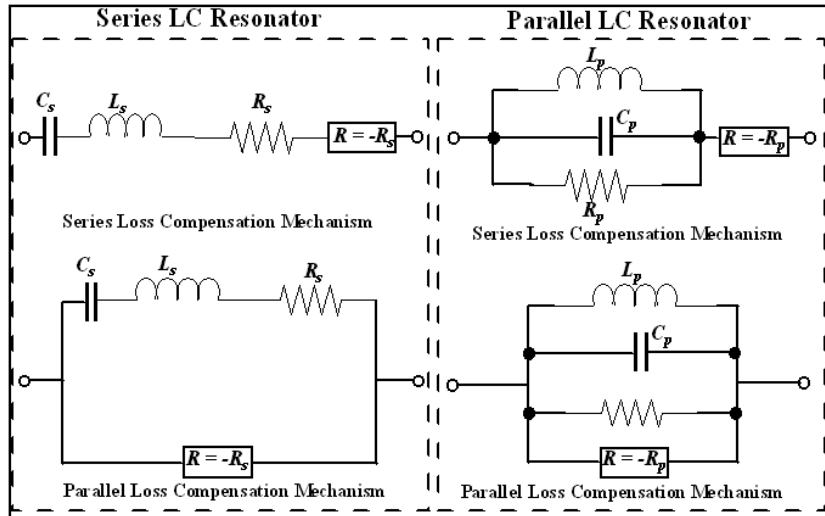 Series LC Resonator
Cs
Ls
Rs
R = -Rs
Series Loss Compensation Mechanism
Cs
Ls
Rs
R = -Rs
Parallel Loss Compensation Mechanism
Parallel LC Resonator
Lp
Cp
R = -Rp
Rp
Series Loss Compensation Mechanism
Lp
Cp
R = -Rp
Parallel Loss Compensation Mechanism